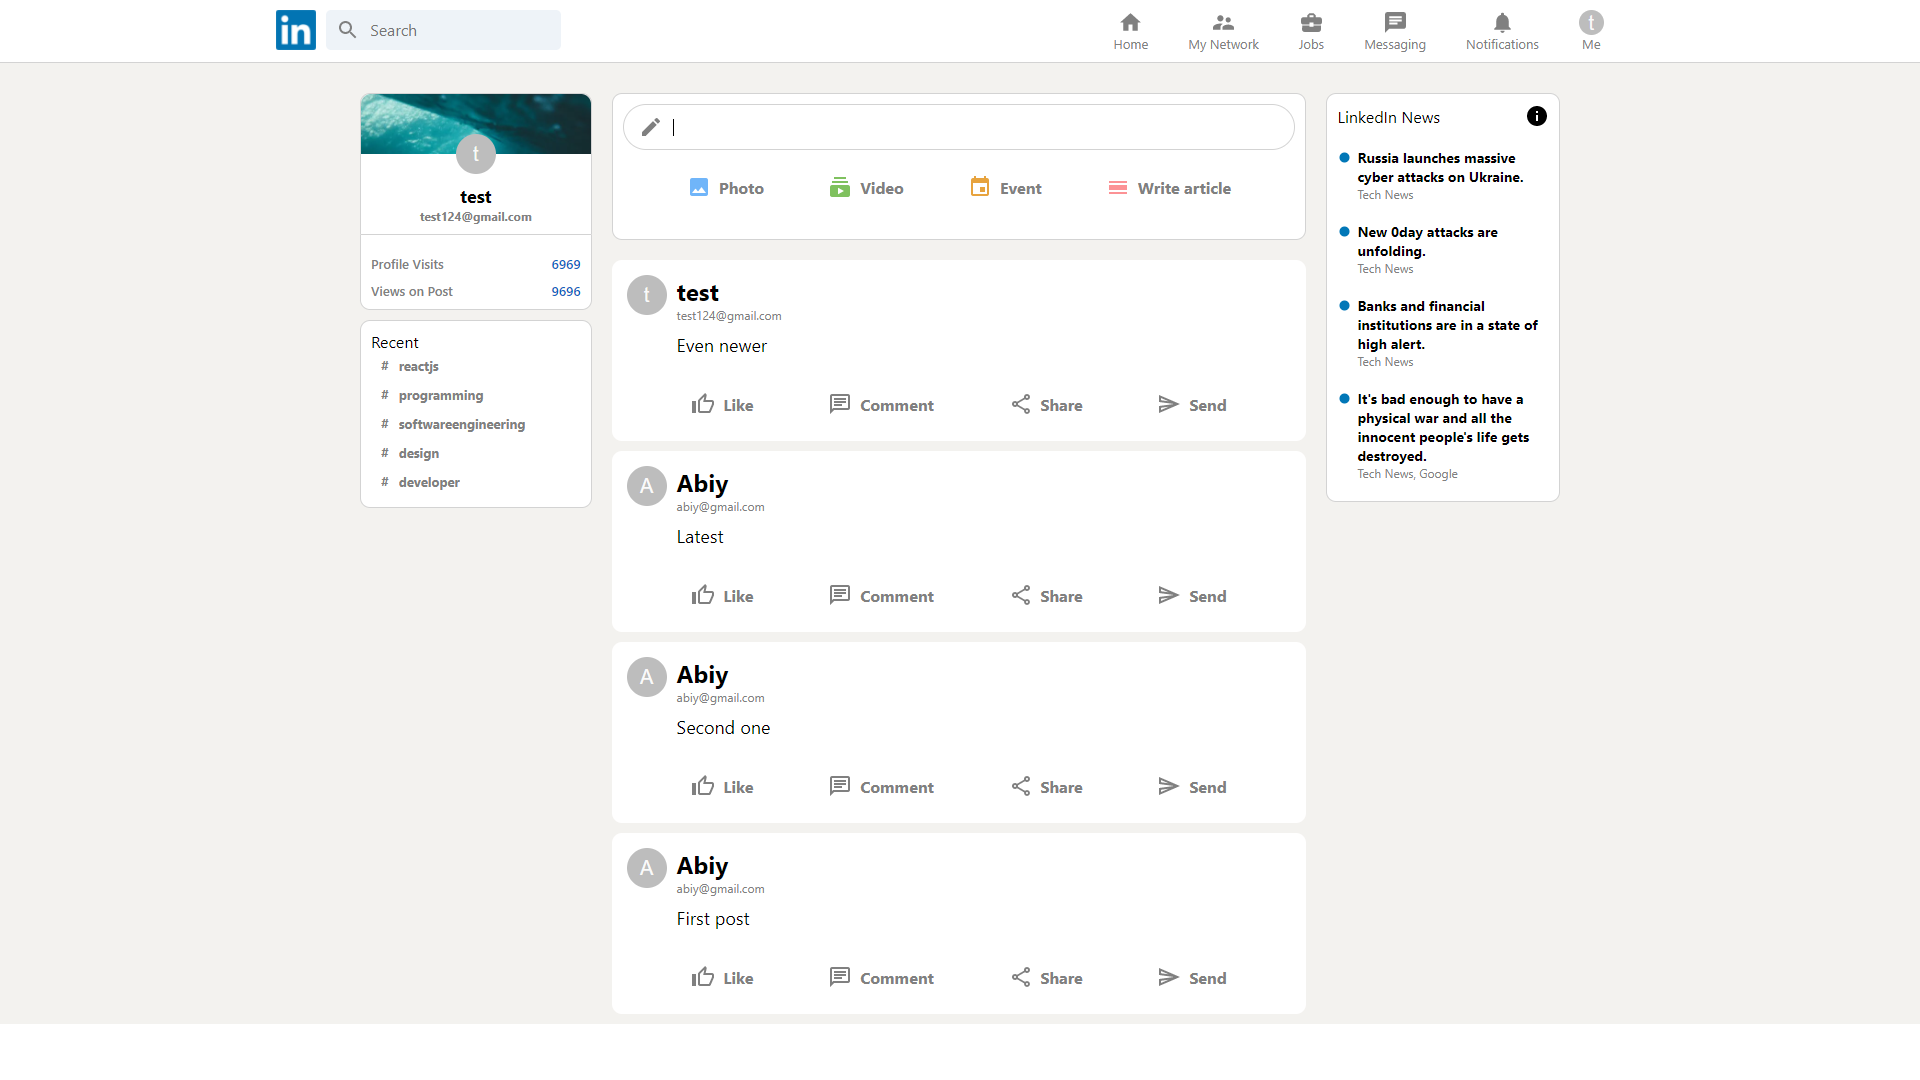 in
Search
Home
My Network
Jobs
Messaging
t
Notifications
Me
t
test
test124@gmail.com
Profile Visits 6969
Views on Post 9696
Recent
# reactjs
# programming
# softwareengineering
# design
# developer
Photo
Video
Event
Write article
t
test
test124@gmail.com
Even newer
Like
Comment
Share
Send
A
Abiy
abiy@gmail.com
Latest
Like
Comment
Share
Send
A
Abiy
abiy@gmail.com
Second one
Like
Comment
Share
Send
A
Abiy
abiy@gmail.com
First post
Like
Comment
Share
Send
LinkedIn News
Russia launches massive
cyber attacks on Ukraine.
Tech News
New 0day attacks are
unfolding.
Tech News
Banks and financial
institutions are in a state of
high alert.
Tech News
It's bad enough to have a
physical war and all the
innocent people's life gets
destroyed.
Tech News, Google